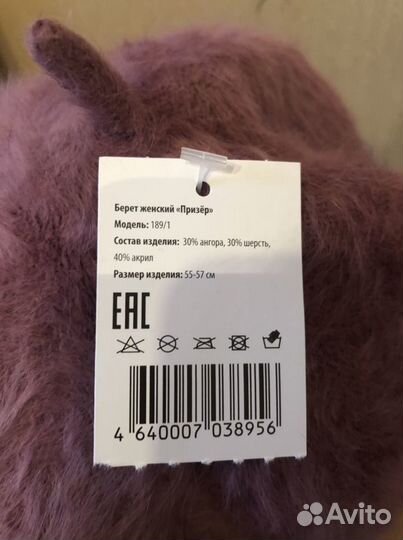 Берет женский «Призёр»
Модель: 189/1
Состав изделия: 30% ангора, 30% шерсть,
40% акрил
Размер изделия: 55-57 см
EAC
4 640007 038956
Avito